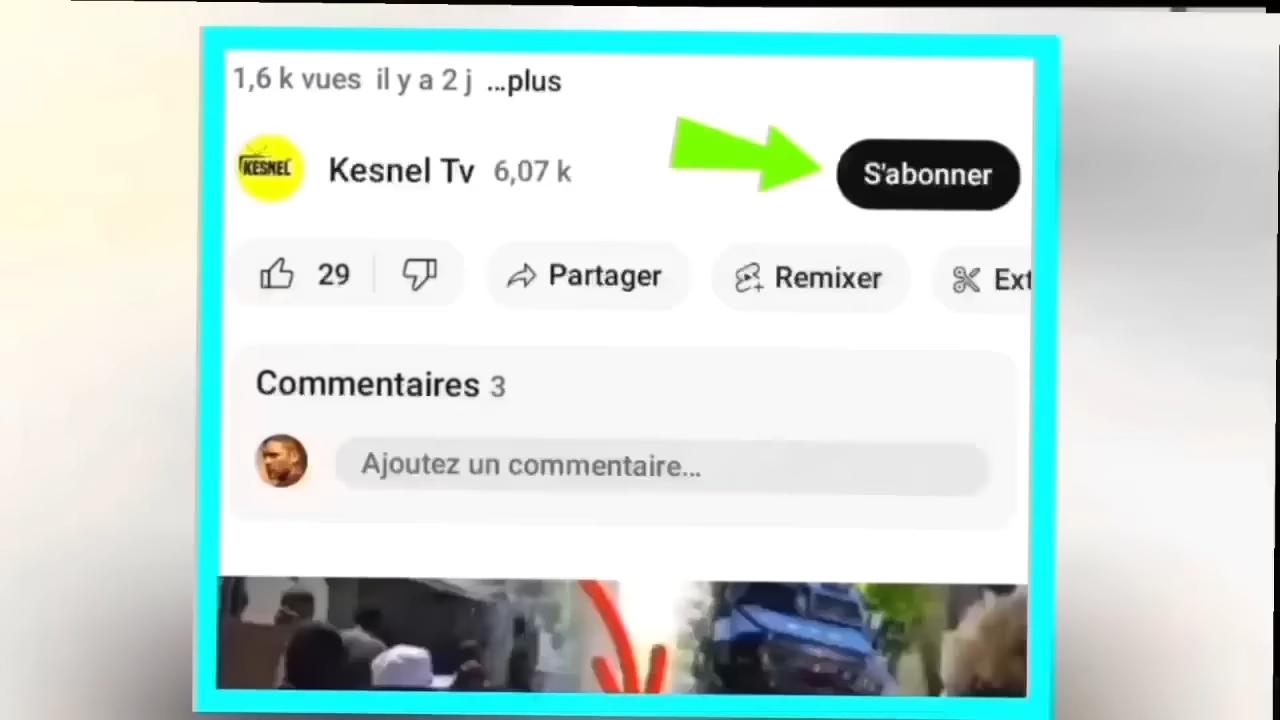 1,6 k vues il y a 2 j ...plus
KESNEL
Kesnel Tv 6,07 k
S'abonner
29
Partager
Remixer
Ext
Commentaires 3
Ajoutez un commentaire...